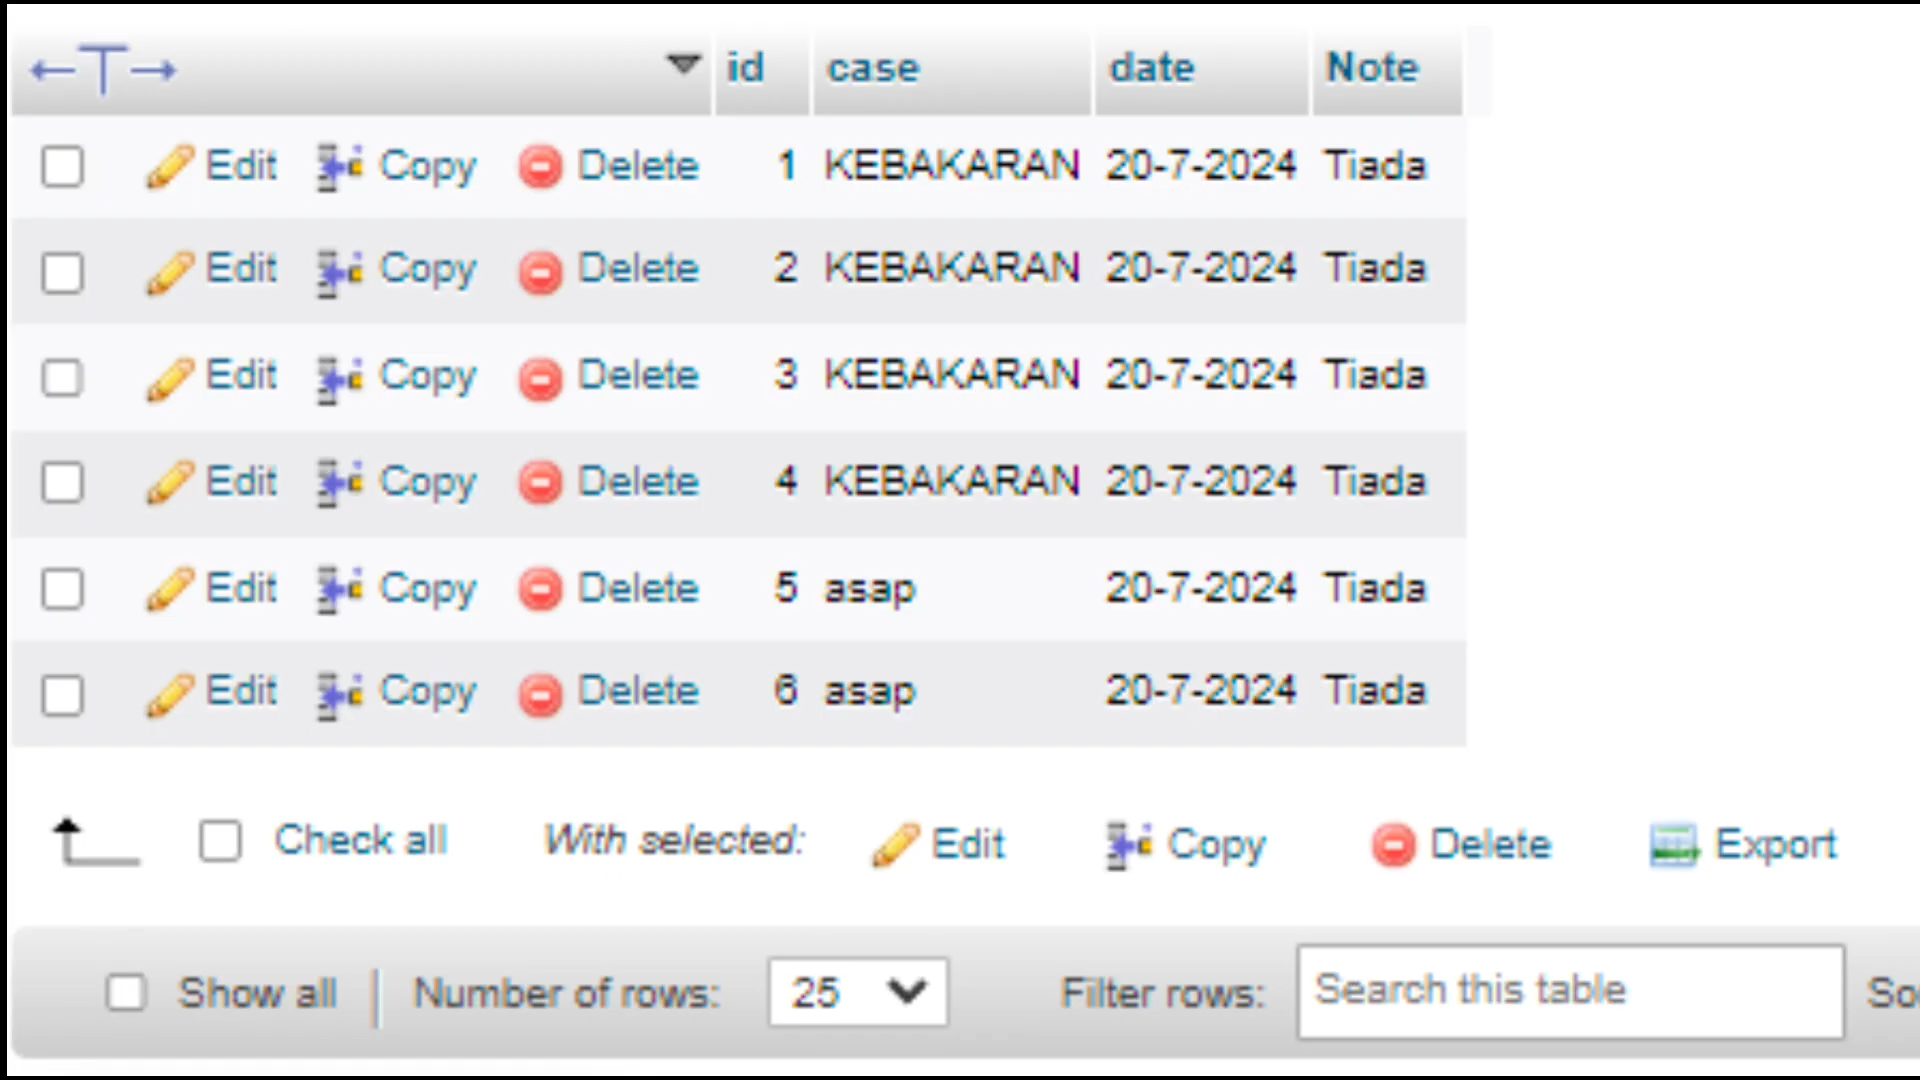 id case date Note
Edit Copy Delete 1 KEBAKARAN 20-7-2024 Tiada
Edit Copy Delete 2 KEBAKARAN 20-7-2024 Tiada
Edit Copy Delete 3 KEBAKARAN 20-7-2024 Tiada
Edit Copy Delete 4 KEBAKARAN 20-7-2024 Tiada
Edit Copy Delete 5 asap 20-7-2024 Tiada
Edit Copy Delete 6 asap 20-7-2024 Tiada
Check all With selected: Edit Copy Delete Export
Show all Number of rows: 25 Filter rows: Search this table